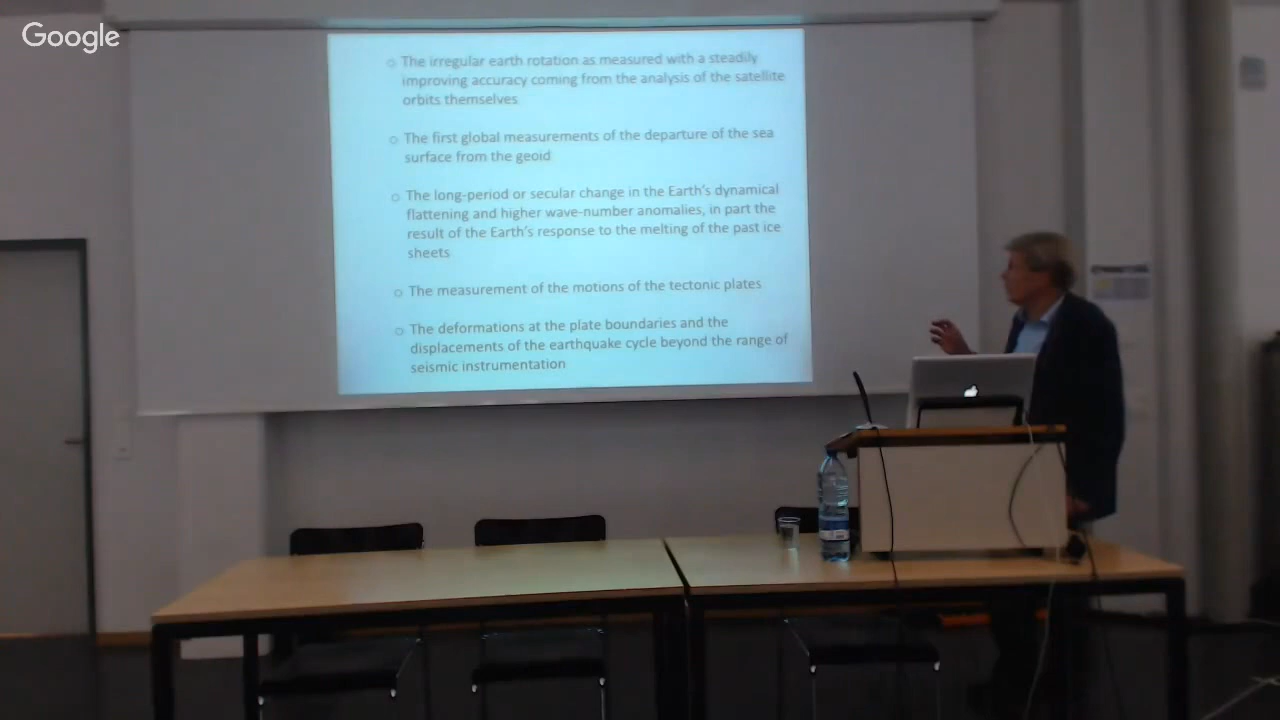 Google
○ The irregular earth rotation as measured with a steadily
improving accuracy coming from the analysis of the satellite
orbits themselves
○ The first global measurements of the departure of the sea
surface from the geoid
○ The long-period or secular change in the Earth's dynamical
flattening and higher wave-number anomalies, in part the
result of the Earth's response to the melting of the past ice
sheets
○ The measurement of the motions of the tectonic plates
○ The deformations at the plate boundaries and the
displacements of the earthquake cycle beyond the range of
seismic instrumentation